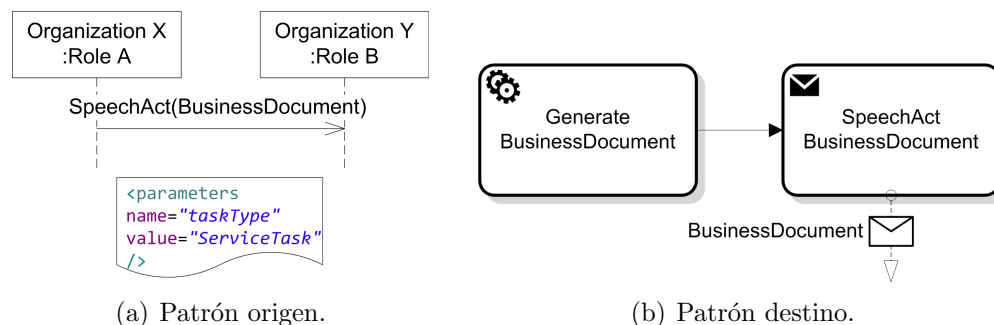 Organization X
:Role A
Organization Y
:Role B
SpeechAct(BusinessDocument)
<parameters
name="taskType"
value="ServiceTask"
/>
(a) Patrón origen.
Generate
BusinessDocument
SpeechAct
BusinessDocument
BusinessDocument
(b) Patrón destino.